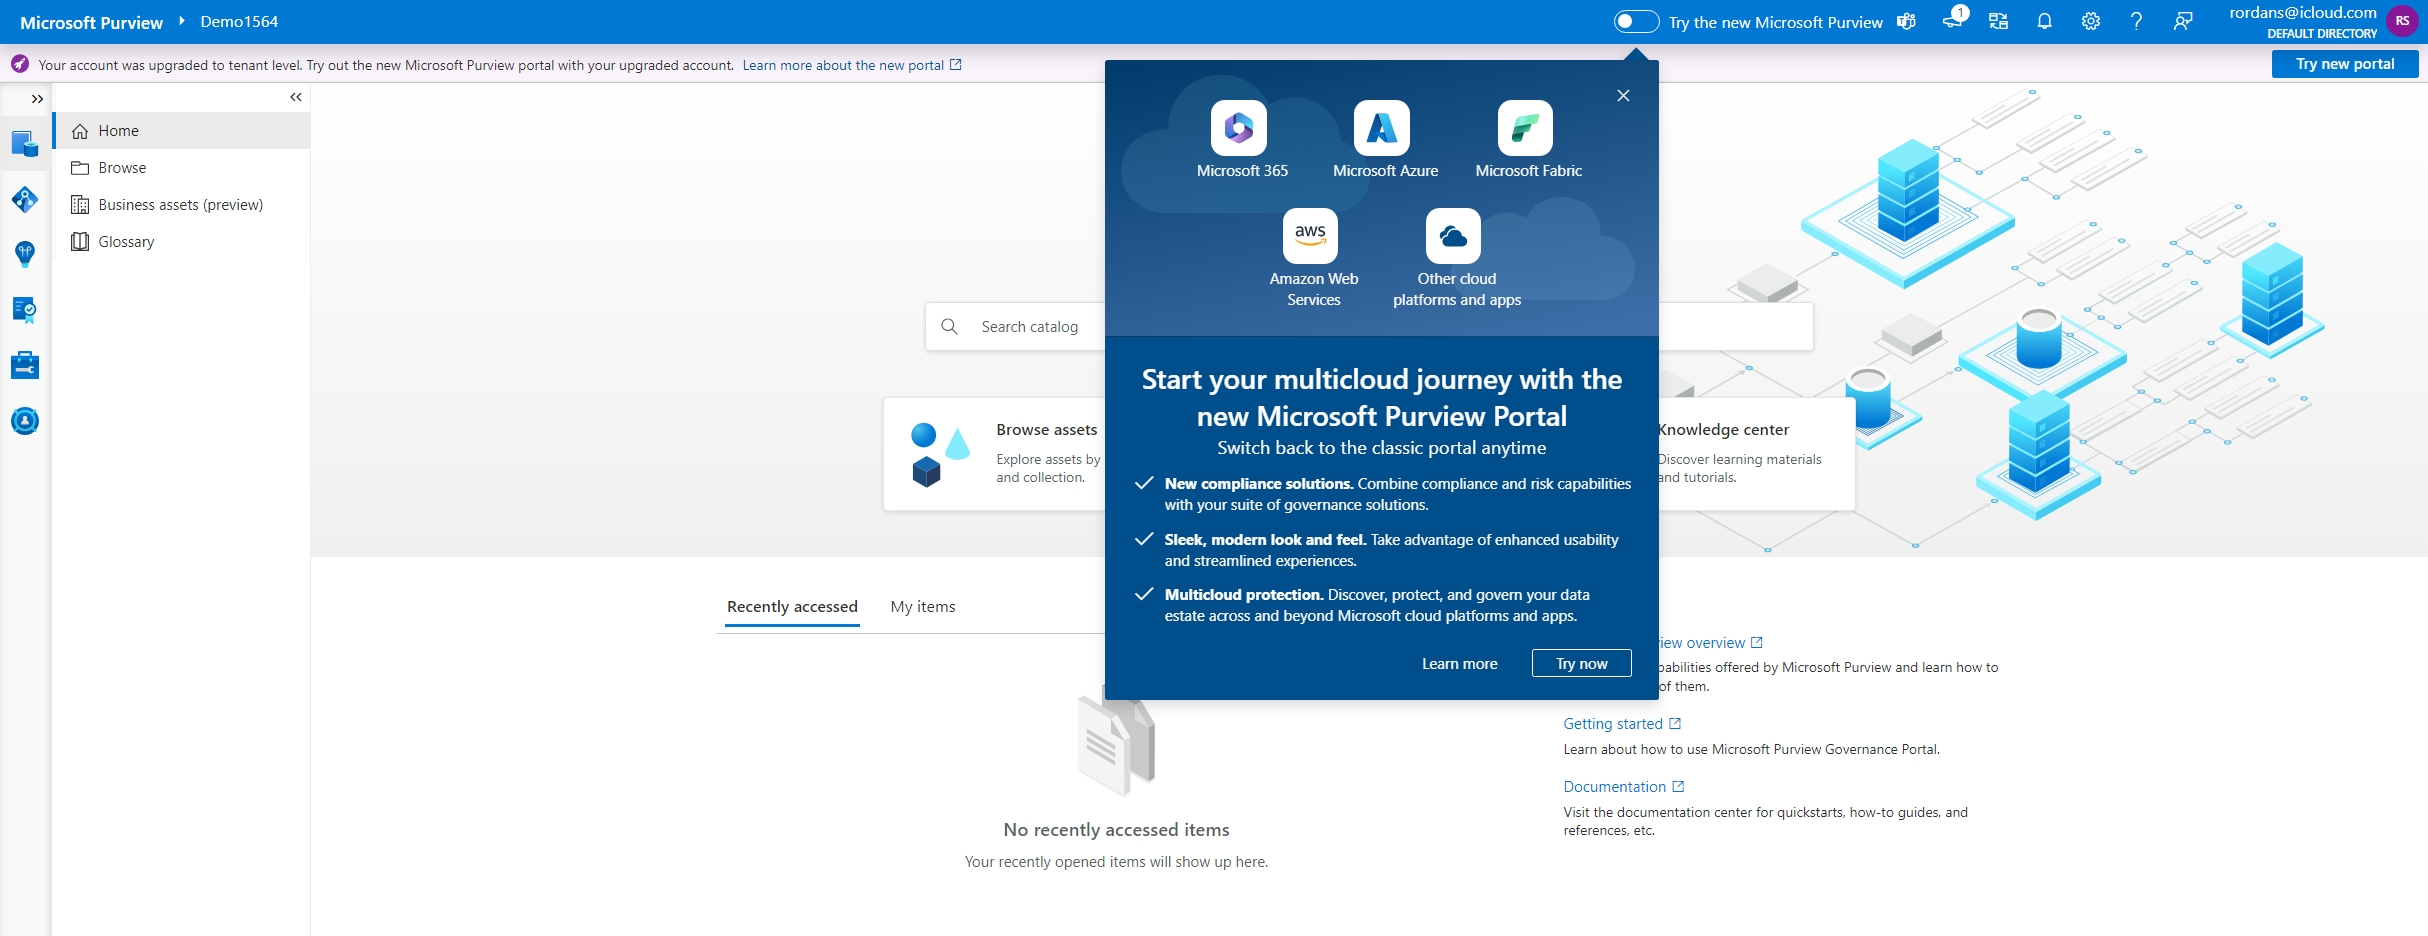 Microsoft Purview
Demo1564
Try the new Microsoft Purview
1
rordans@icloud.com
DEFAULT DIRECTORY
RS
Your account was upgraded to tenant level. Try out the new Microsoft Purview portal with your upgraded account. Learn more about the new portal
Try new portal
Home
Browse
Business assets (preview)
Glossary
Microsoft 365
Microsoft Azure
Microsoft Fabric
aws
Amazon Web
Services
Other cloud
platforms and apps
Search catalog
Start your multicloud journey with the
new Microsoft Purview Portal
Switch back to the classic portal anytime
New compliance solutions. Combine compliance and risk capabilities
with your suite of governance solutions.
Sleek, modern look and feel. Take advantage of enhanced usability
and streamlined experiences.
Multicloud protection. Discover, protect, and govern your data
estate across and beyond Microsoft cloud platforms and apps.
Learn more
Try now
Browse assets
Explore assets by
and collection.
Knowledge center
Discover learning materials
and tutorials.
Recently accessed
My items
No recently accessed items
Your recently opened items will show up here.
overview
offered by Microsoft Purview and learn how to
of them.
Getting started
Learn about how to use Microsoft Purview Governance Portal.
Documentation
Visit the documentation center for quickstarts, how-to guides, and
references, etc.